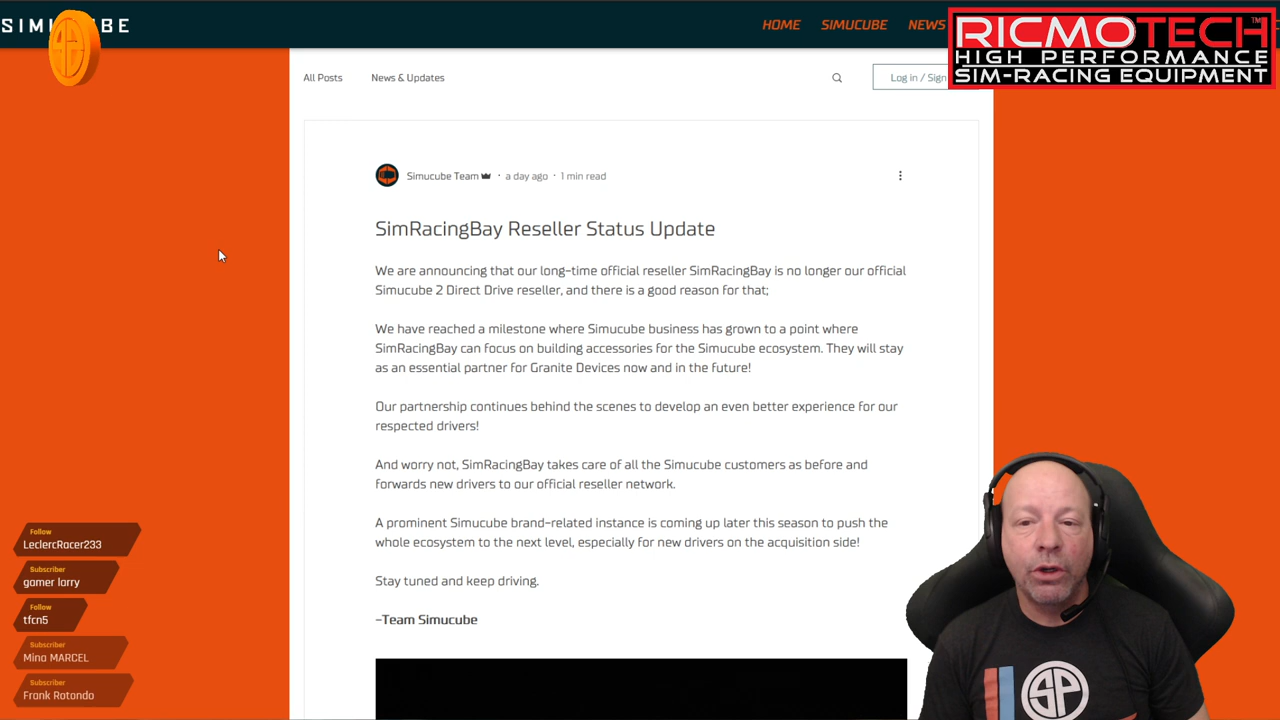 SIMUCUBE
HOME SIMUCUBE NEWS
RICMOTECH™
HIGH PERFORMANCE
SIM-RACING EQUIPMENT
All Posts News & Updates
Log in / Sign
Simucube Team · a day ago · 1 min read
SimRacingBay Reseller Status Update
We are announcing that our long-time official reseller SimRacingBay is no longer our official
Simucube 2 Direct Drive reseller, and there is a good reason for that;
We have reached a milestone where Simucube business has grown to a point where
SimRacingBay can focus on building accessories for the Simucube ecosystem. They will stay
as an essential partner for Granite Devices now and in the future!
Our partnership continues behind the scenes to develop an even better experience for our
respected drivers!
And worry not, SimRacingBay takes care of all the Simucube customers as before and
forwards new drivers to our official reseller network.
A prominent Simucube brand-related instance is coming up later this season to push the
whole ecosystem to the next level, especially for new drivers on the acquisition side!
Stay tuned and keep driving.
-Team Simucube
Follow
LeclercRacer233
Subscriber
gamer larry
Follow
tfcn5
Subscriber
Mina MARCEL
Subscriber
Frank Rotondo
SP